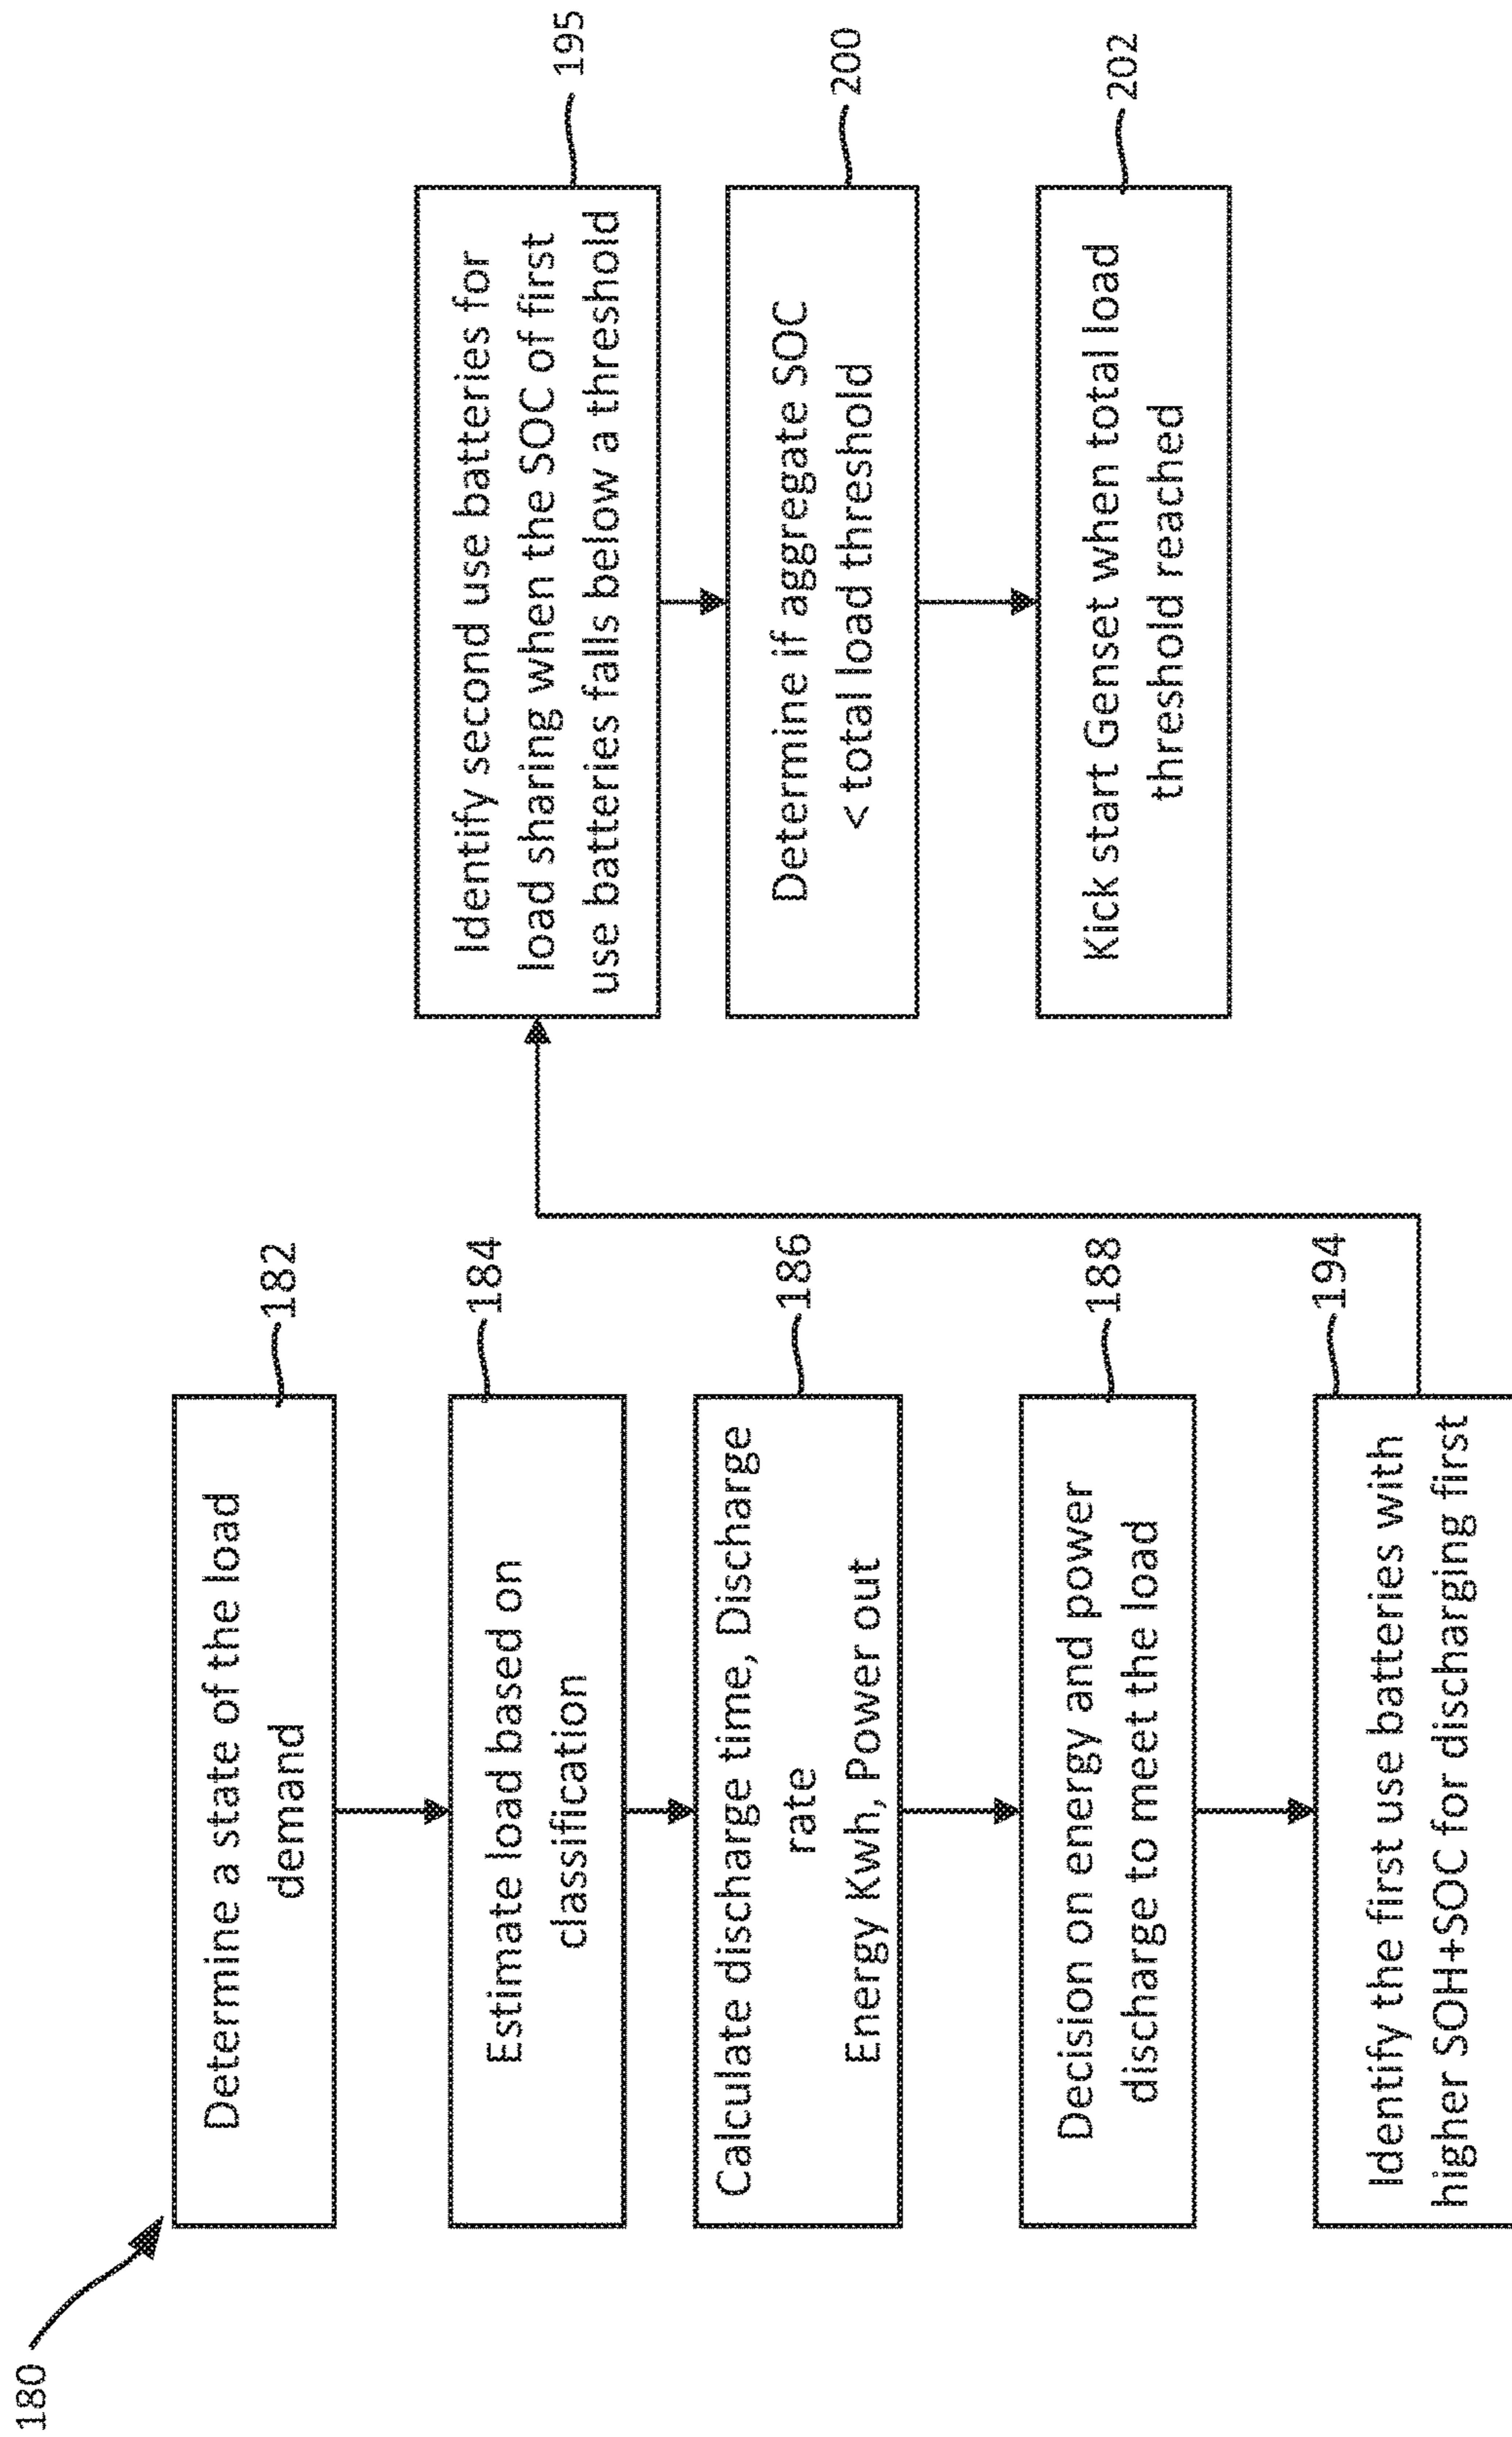 180
Determine a state of the load
demand
182
Estimate load based on
classification
184
Calculate discharge time, Discharge
rate
Energy Kwh, Power out
186
Decision on energy and power
discharge to meet the load
188
Identify the first use batteries with
higher SOH+SOC for discharging first
194
Identify second use batteries for
load sharing when the SOC of first
use batteries falls below a threshold
195
Determine if aggregate SOC
< total load threshold
200
Kick start Genset when total load
threshold reached
202